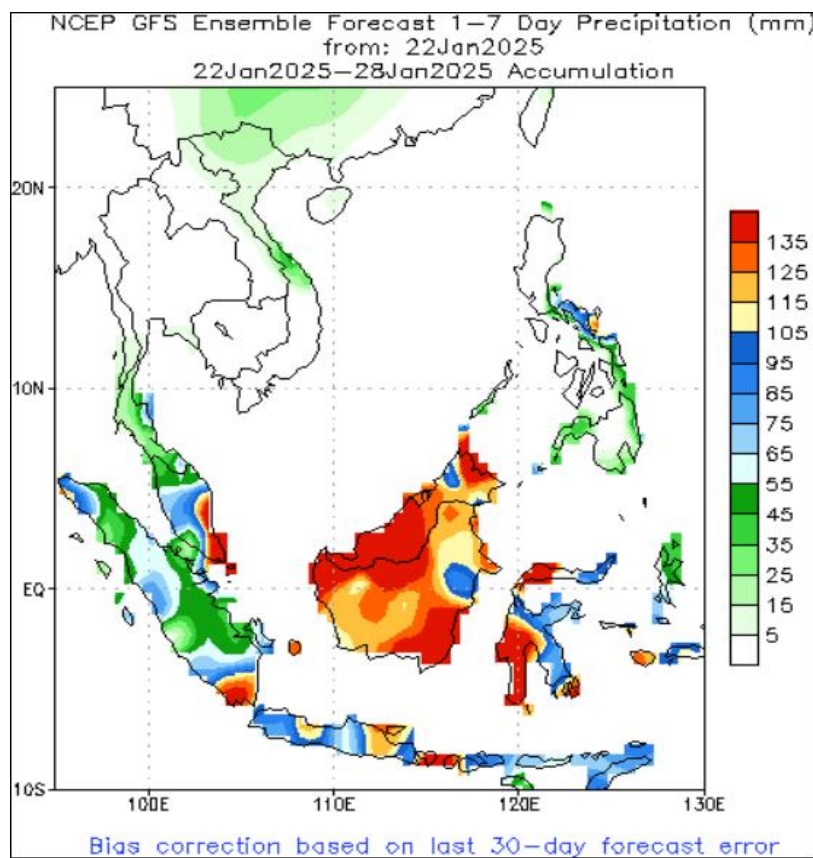 NCEP GFS Ensemble Forecast 1-7 Day Precipitation (mm)
from: 22Jan2025
22Jan2025-28Jan2025 Accumulation
20N
10N
EQ
10S
100E
110E
120E
130E
135
125
115
105
95
85
75
65
55
45
35
25
15
5
Bias correction based on last 30-day forecast error